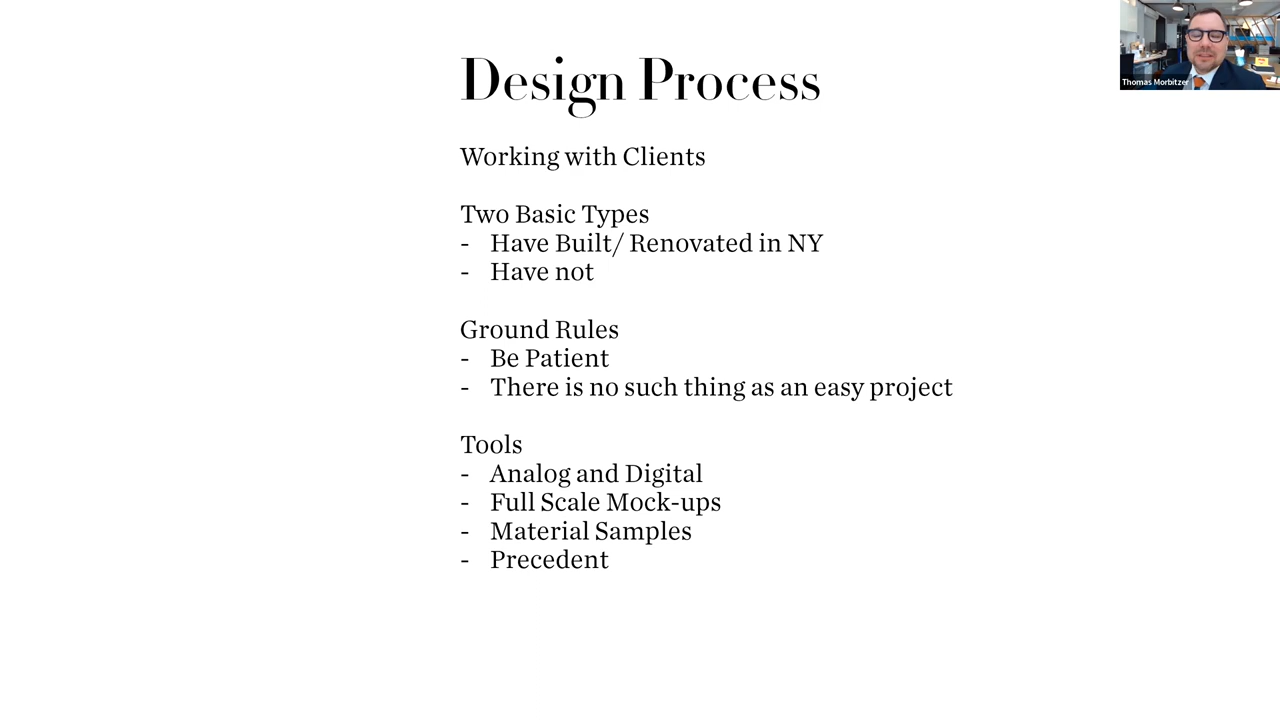 Design Process
Working with Clients
Two Basic Types
- Have Built/ Renovated in NY
- Have not
Ground Rules
- Be Patient
- There is no such thing as an easy project
Tools
- Analog and Digital
- Full Scale Mock-ups
- Material Samples
- Precedent
Thomas Morbitzer